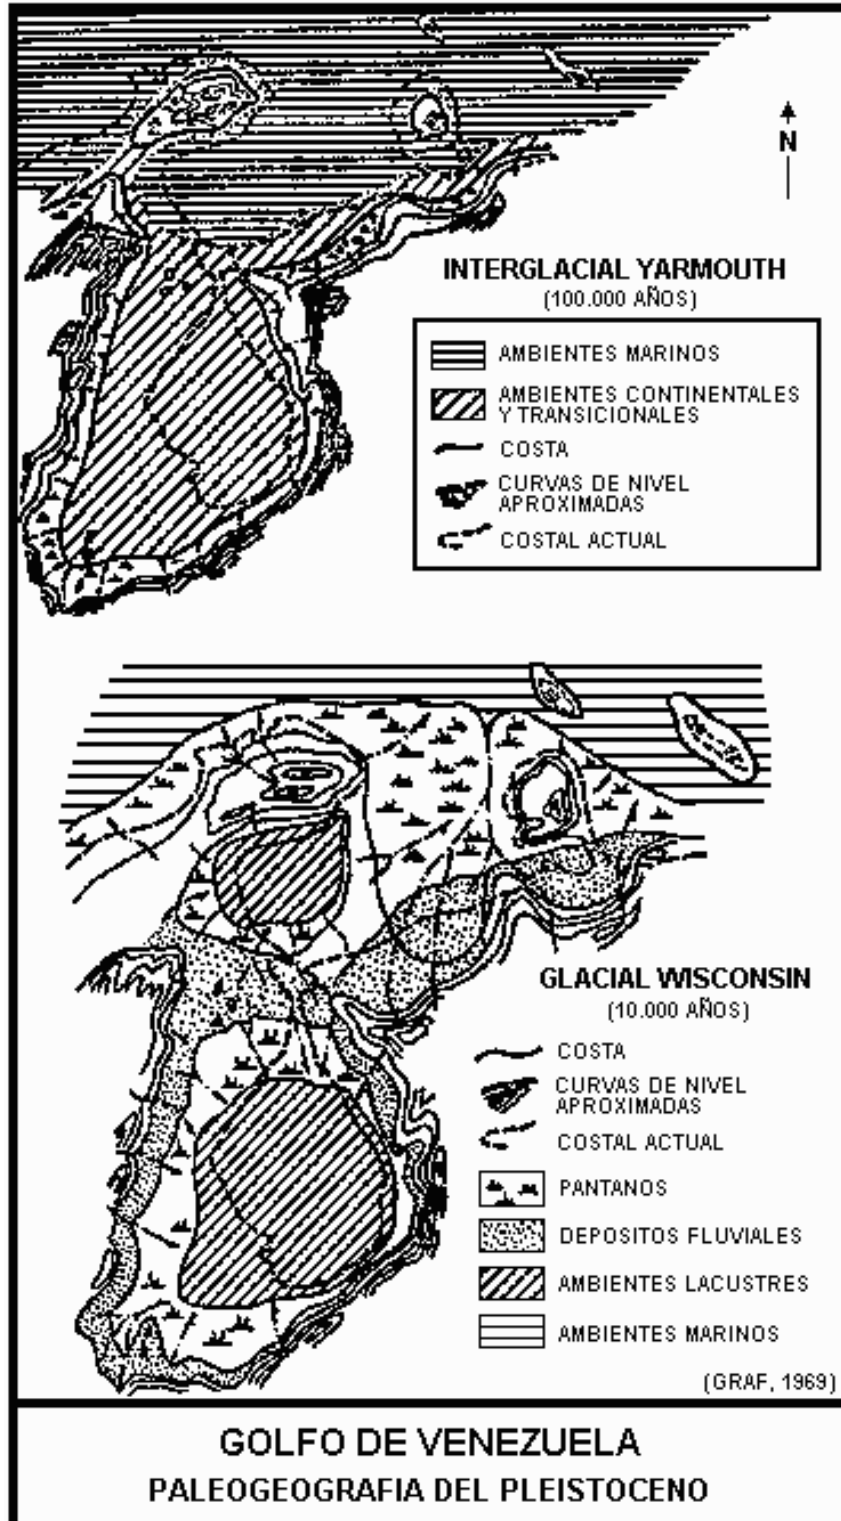 N
INTERGLACIAL YARMOUTH
(100.000 AÑOS)
AMBIENTES MARINOS
AMBIENTES CONTINENTALES
Y TRANSICIONALES
COSTA
CURVAS DE NIVEL
APROXIMADAS
COSTAL ACTUAL
GLACIAL WISCONSIN
(10.000 AÑOS)
COSTA
CURVAS DE NIVEL
APROXIMADAS
COSTAL ACTUAL
PANTANOS
DEPOSITOS FLUVIALES
AMBIENTES LACUSTRES
AMBIENTES MARINOS
(GRAF, 1969)
GOLFO DE VENEZUELA
PALEOGEOGRAFIA DEL PLEISTOCENO